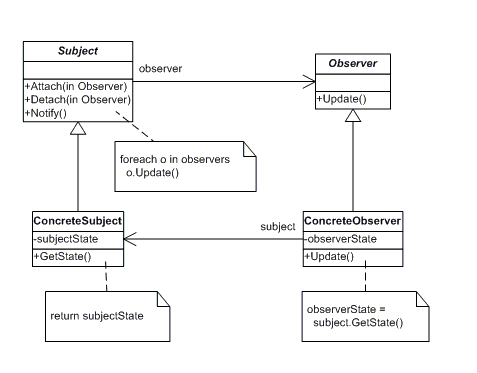 Subject
+Attach(in Observer)
+Detach(in Observer)
+Notify()
observer
Observer
+Update()
foreach o in observers
o.Update()
ConcreteSubject
-subjectState
+GetState()
subject
ConcreteObserver
-observerState
+Update()
return subjectState
observerState =
subject.GetState()